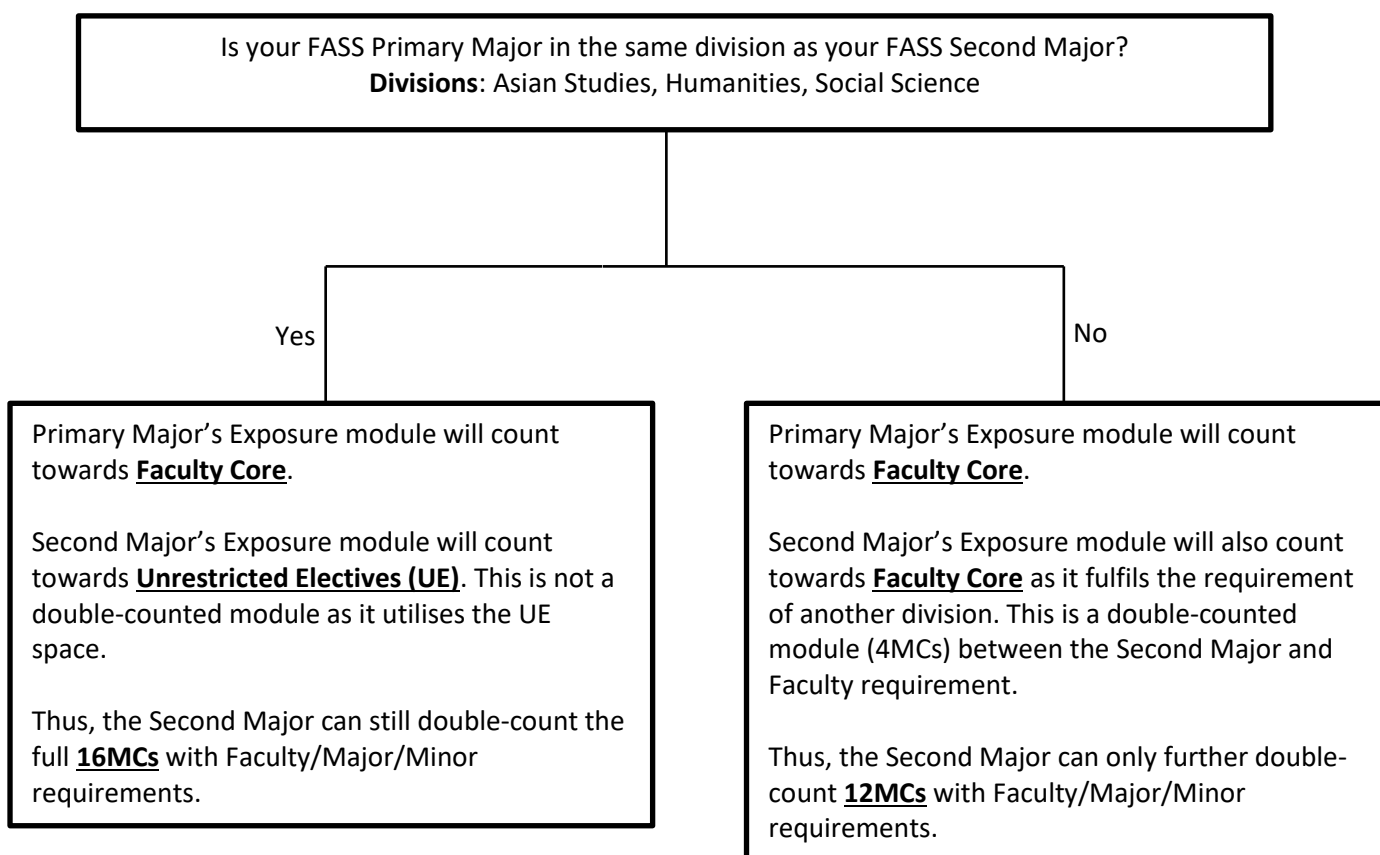 Is your FASS Primary Major in the same division as your FASS Second Major?
Divisions: Asian Studies, Humanities, Social Science
Yes
No
Primary Major’s Exposure module will count
towards Faculty Core.
Second Major’s Exposure module will count
towards Unrestricted Electives (UE). This is not a
double-counted module as it utilises the UE
space.
Thus, the Second Major can still double-count the
full 16MCs with Faculty/Major/Minor
requirements.
Primary Major’s Exposure module will count
towards Faculty Core.
Second Major’s Exposure module will also count
towards Faculty Core as it fulfils the requirement
of another division. This is a double-counted
module (4MCs) between the Second Major and
Faculty requirement.
Thus, the Second Major can only further double-
count 12MCs with Faculty/Major/Minor
requirements.